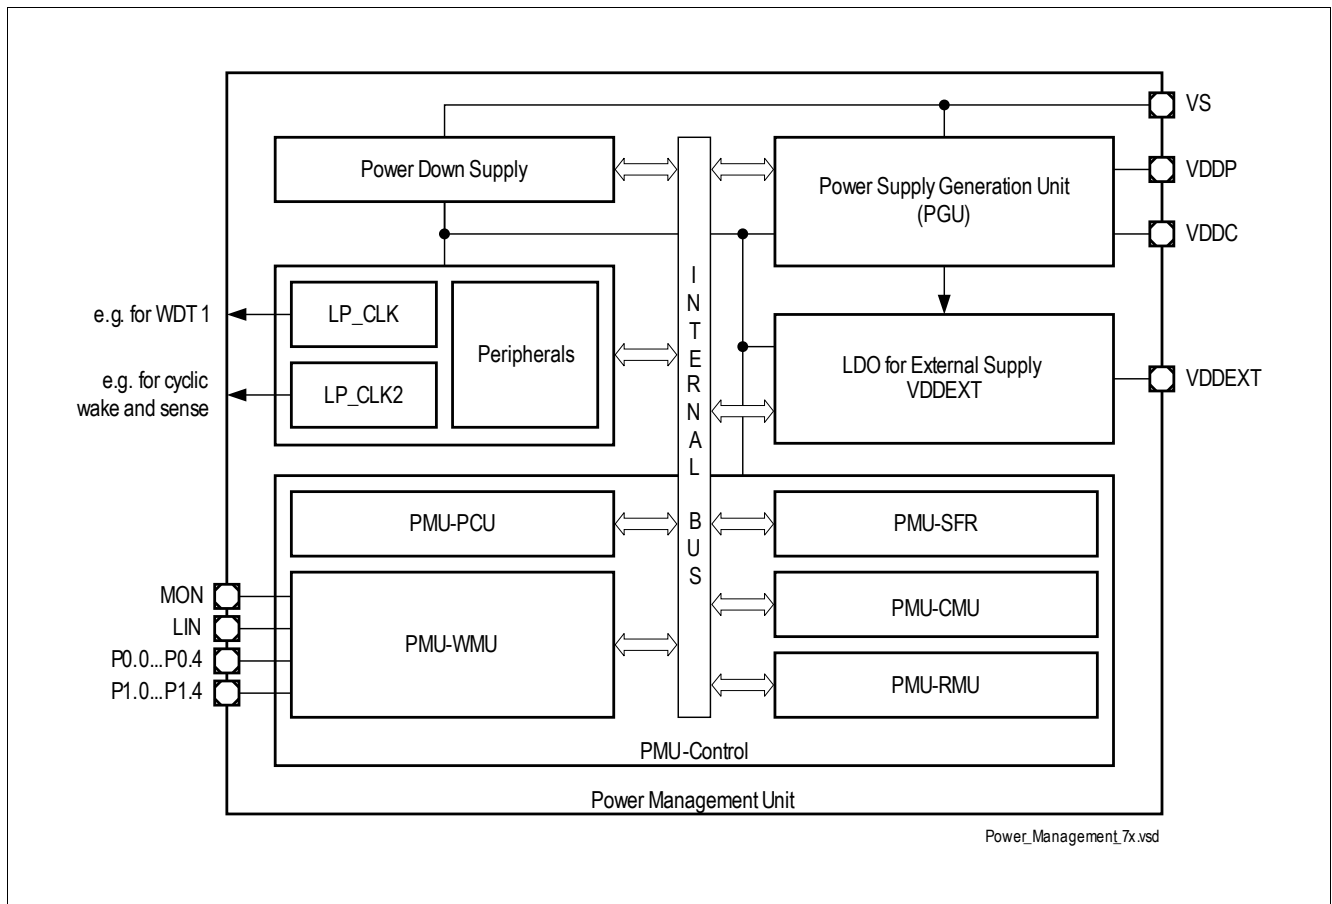 VS
Power Down Supply
Power Supply Generation Unit
(PGU)
VDDP
VDDC
e.g. for WDT 1
LP_CLK
Peripherals
LP_CLK2
e.g. for cyclic
wake and sense
INTERNAL BUS
LDO for External Supply
VDDEXT
VDDEXT
PMU-PCU
PMU-SFR
MON
LIN
P0.0...P0.4
P1.0...P1.4
PMU-WMU
PMU-CMU
PMU-RMU
PMU-Control
Power Management Unit
Power_Management_7x.vsd